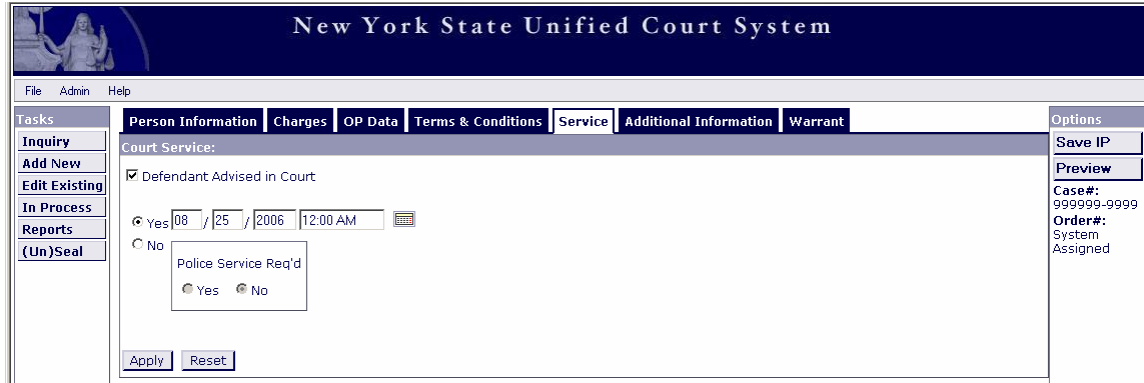 New York State Unified Court System
File Admin Help
Tasks
Inquiry
Add New
Edit Existing
In Process
Reports
(Un)Seal
Person Information Charges OP Data Terms & Conditions Service Additional Information Warrant
Court Service:
Defendant Advised in Court
Yes 08 / 25 / 2006 12:00 AM
No
Police Service Req'd
Yes No
Apply Reset
Options
Save IP
Preview
Case#:
999999-9999
Order#:
System
Assigned